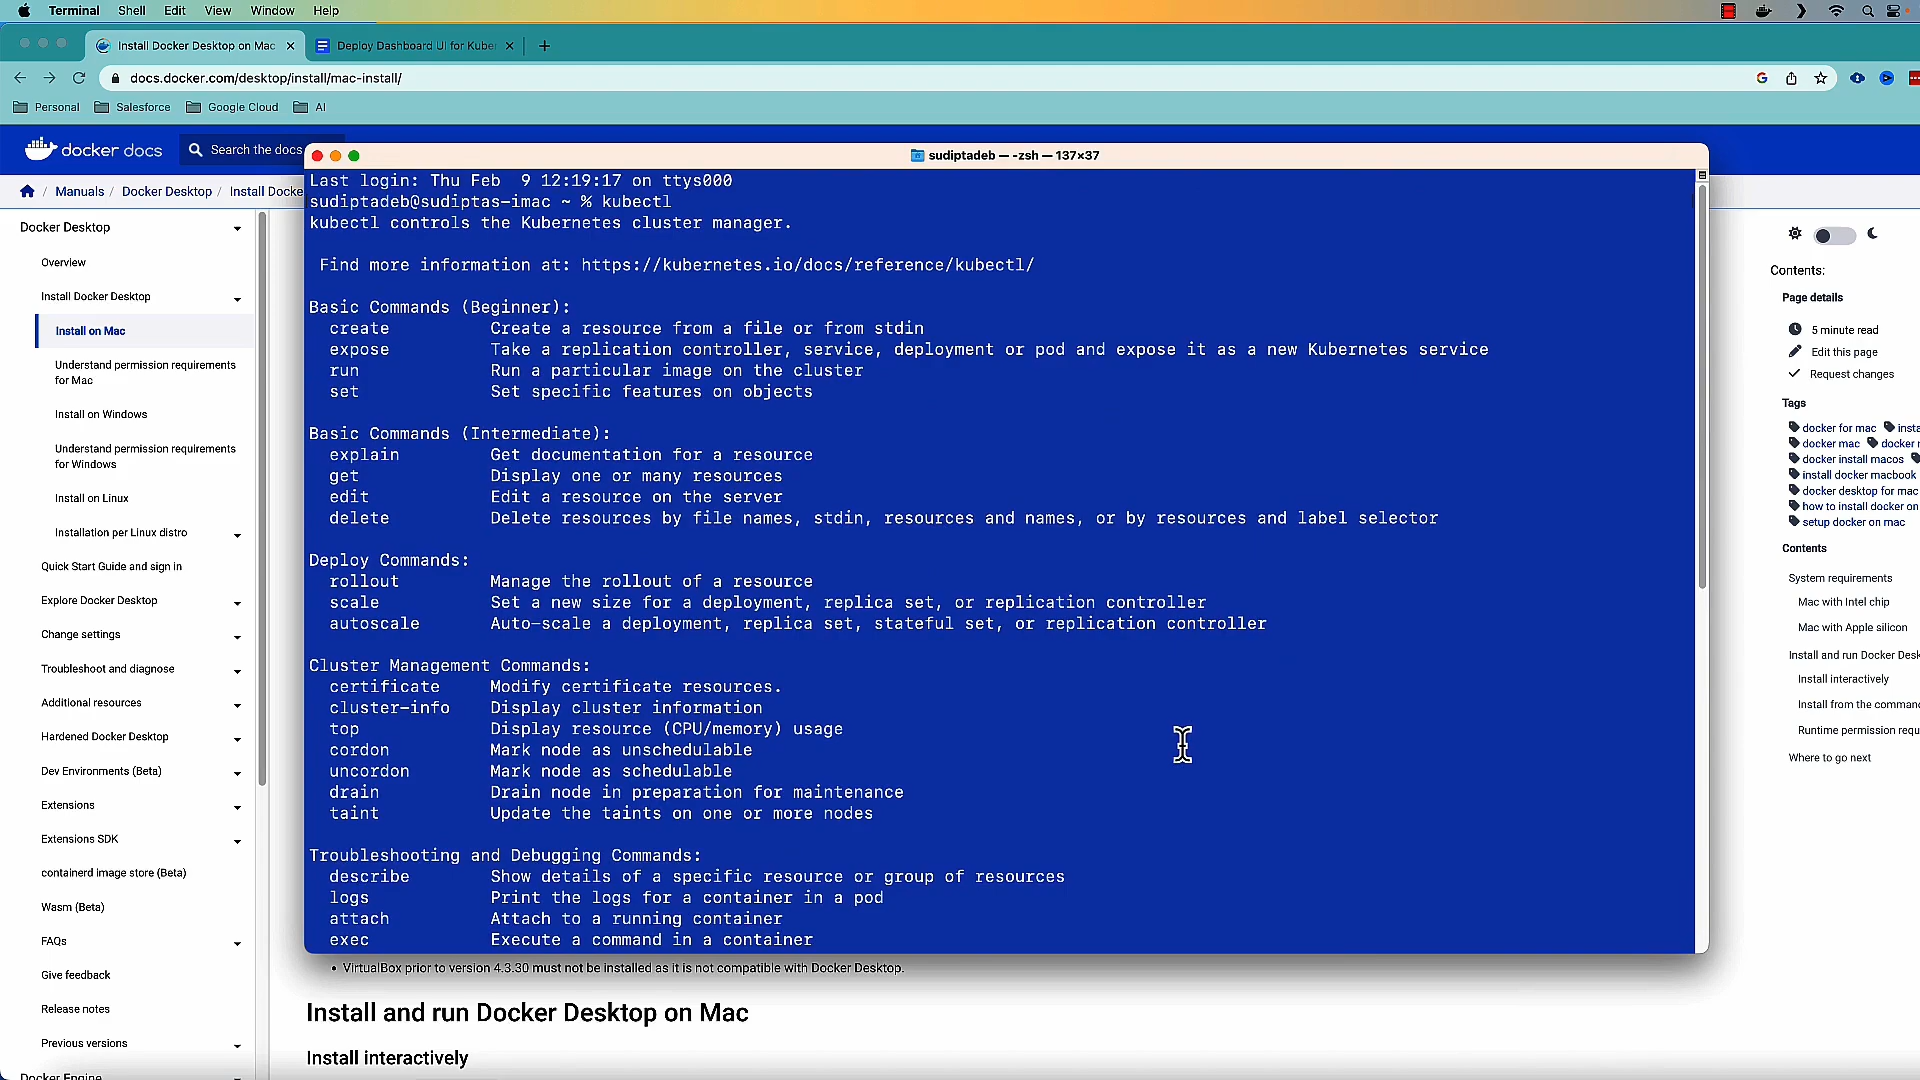 Terminal Shell Edit View Window Help
Install Docker Desktop on Mac
Deploy Dashboard UI for Kuber
docs.docker.com/desktop/install/mac-install/
Personal Salesforce Google Cloud AI
docker docs
Search the docs
Manuals / Docker Desktop / Install Docke
Docker Desktop
Overview
Install Docker Desktop
Install on Mac
Understand permission requirements
for Mac
Install on Windows
Understand permission requirements
for Windows
Install on Linux
Installation per Linux distro
Quick Start Guide and sign in
Explore Docker Desktop
Change settings
Troubleshoot and diagnose
Additional resources
Hardened Docker Desktop
Dev Environments (Beta)
Extensions
Extensions SDK
containerd image store (Beta)
Wasm (Beta)
FAQs
Give feedback
Release notes
Previous versions
Docker Engine
sudiptadeb — -zsh — 137×37
Last login: Thu Feb  9 12:19:17 on ttys000
sudiptadeb@sudiptas-imac ~ % kubectl
kubectl controls the Kubernetes cluster manager.
Find more information at: https://kubernetes.io/docs/reference/kubectl/
Basic Commands (Beginner):
create Create a resource from a file or from stdin
expose Take a replication controller, service, deployment or pod and expose it as a new Kubernetes service
run Run a particular image on the cluster
set Set specific features on objects
Basic Commands (Intermediate):
explain Get documentation for a resource
get Display one or many resources
edit Edit a resource on the server
delete Delete resources by file names, stdin, resources and names, or by resources and label selector
Deploy Commands:
rollout Manage the rollout of a resource
scale Set a new size for a deployment, replica set, or replication controller
autoscale Auto-scale a deployment, replica set, stateful set, or replication controller
Cluster Management Commands:
certificate Modify certificate resources.
cluster-info Display cluster information
top Display resource (CPU/memory) usage
cordon Mark node as unschedulable
uncordon Mark node as schedulable
drain Drain node in preparation for maintenance
taint Update the taints on one or more nodes
Troubleshooting and Debugging Commands:
describe Show details of a specific resource or group of resources
logs Print the logs for a container in a pod
attach Attach to a running container
exec Execute a command in a container
• VirtualBox prior to version 4.3.30 must not be installed as it is not compatible with Docker Desktop.
Install and run Docker Desktop on Mac
Install interactively
Contents:
Page details
5 minute read
Edit this page
Request changes
Tags
docker for mac insta
docker mac docker r
docker install macos
install docker macbook
docker desktop for mac
how to install docker on
setup docker on mac
Contents
System requirements
Mac with Intel chip
Mac with Apple silicon
Install and run Docker Desk
Install interactively
Install from the comman
Runtime permission requ
Where to go next